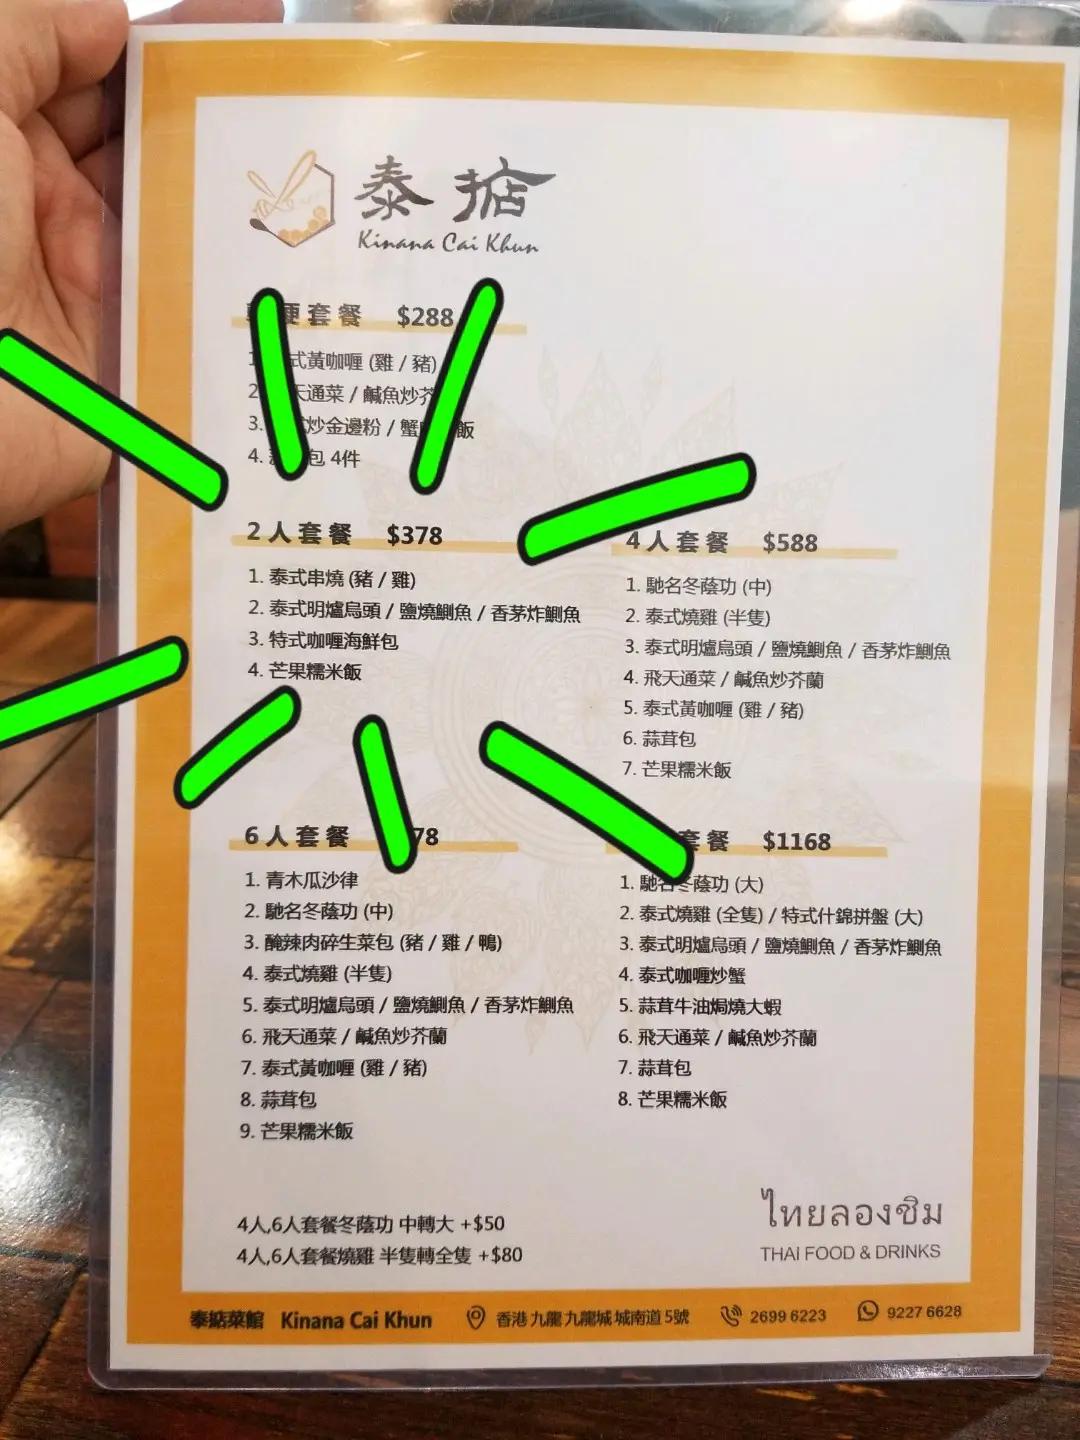 泰掂
Kinana Cai Khun
便套餐 $288
1. 式黃咖喱 (雞 / 豬)
2. 天通菜 / 鹹魚炒芥
3. 式炒金邊粉 / 蟹 飯
4. 包 4件
2人套餐 $378
1. 泰式串燒 (豬 / 雞)
2. 泰式明爐烏頭 / 鹽燒鰂魚 / 香茅炸鰂魚
3. 特式咖喱海鮮包
4. 芒果糯米飯
4人套餐 $588
1. 馳名冬蔭功 (中)
2. 泰式燒雞 (半隻)
3. 泰式明爐烏頭 / 鹽燒鰂魚 / 香茅炸鰂魚
4. 飛天通菜 / 鹹魚炒芥蘭
5. 泰式黃咖喱 (雞 / 豬)
6. 蒜茸包
7. 芒果糯米飯
6人套餐 78
1. 青木瓜沙律
2. 馳名冬蔭功 (中)
3. 醃辣肉碎生菜包 (豬 / 雞 / 鴨)
4. 泰式燒雞 (半隻)
5. 泰式明爐烏頭 / 鹽燒鰂魚 / 香茅炸鰂魚
6. 飛天通菜 / 鹹魚炒芥蘭
7. 泰式黃咖喱 (雞 / 豬)
8. 蒜茸包
9. 芒果糯米飯
套餐 $1168
1. 馳名冬蔭功 (大)
2. 泰式燒雞 (全隻) / 特式什錦拼盤 (大)
3. 泰式明爐烏頭 / 鹽燒鰂魚 / 香茅炸鰂魚
4. 泰式咖喱炒蟹
5. 蒜茸牛油焗燒大蝦
6. 飛天通菜 / 鹹魚炒芥蘭
7. 蒜茸包
8. 芒果糯米飯
4人,6人套餐冬蔭功 中轉大 +$50
4人,6人套餐燒雞 半隻轉全隻 +$80
ไทยลองชิม
THAI FOOD & DRINKS
泰掂菜館 Kinana Cai Khun 香港九龍九龍城城南道5號 2699 6223 9227 6628